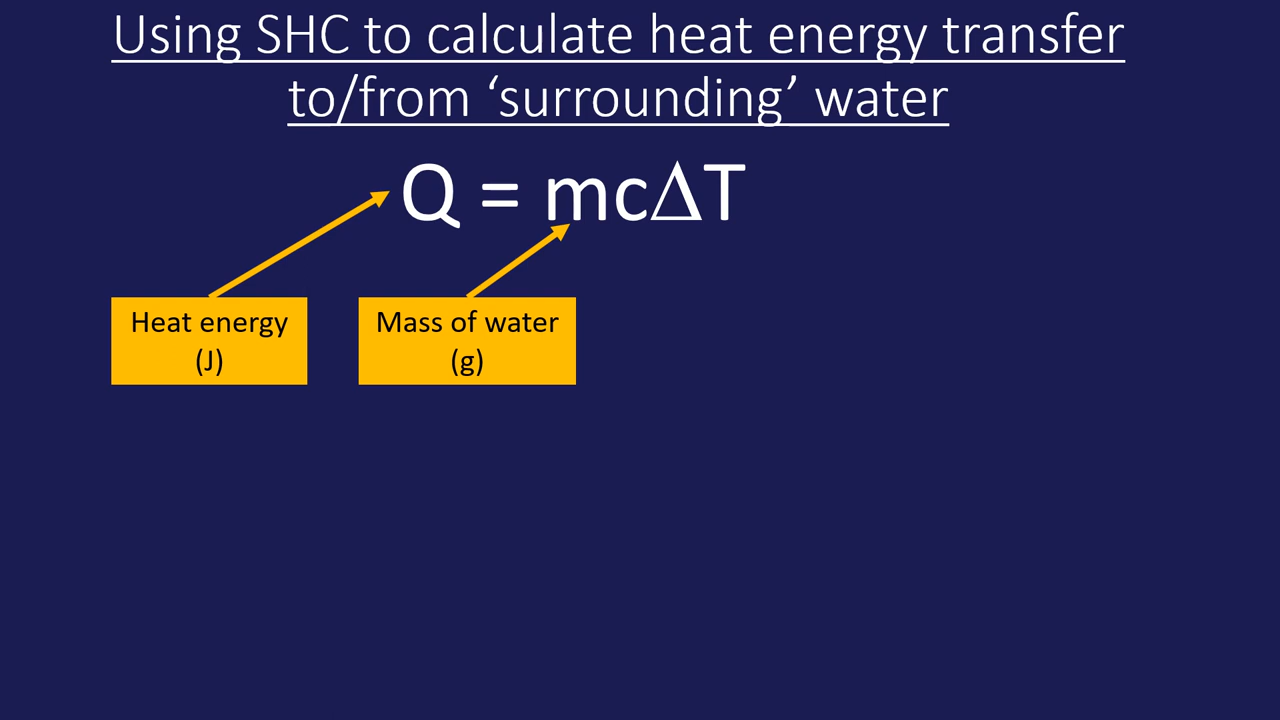 Using SHC to calculate heat energy transfer
to/from ‘surrounding’ water
Q = mcΔT
Heat energy
(J)
Mass of water
(g)